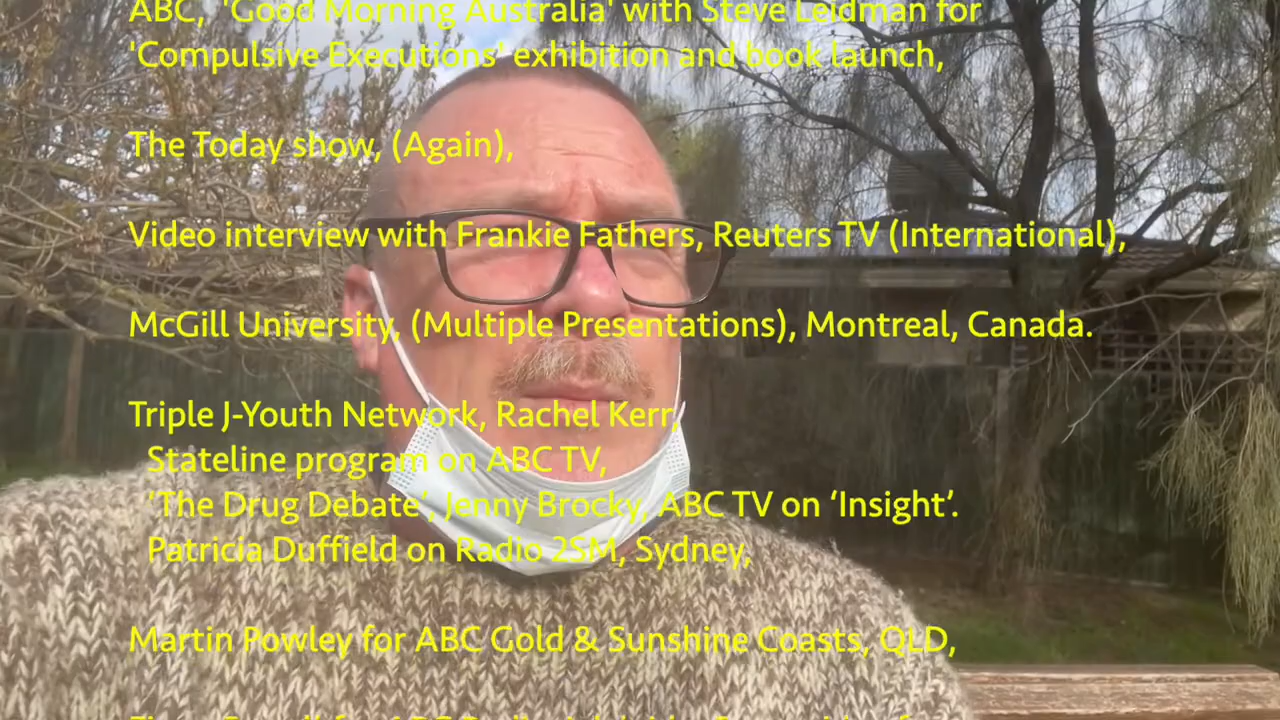 ABC, 'Good Morning Australia' with Steve Leidman for
'Compulsive Executions' exhibition and book launch,
The Today show, (Again),
Video interview with Frankie Fathers, Reuters TV (International),
McGill University, (Multiple Presentations), Montreal, Canada.
Triple J-Youth Network, Rachel Kerr,
Stateline program on ABC TV,
'The Drug Debate', Jenny Brocky, ABC TV on ‘Insight’.
Patricia Duffield on Radio 2SM, Sydney,
Martin Powley for ABC Gold & Sunshine Coasts, QLD,